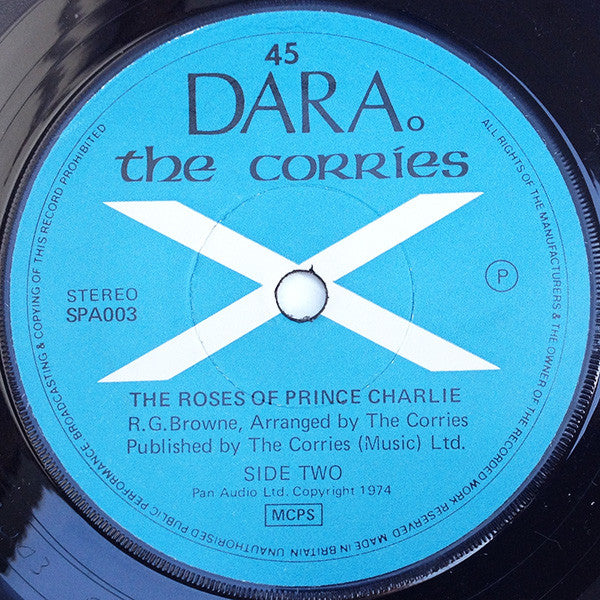 45
DARA.
the CORRIES
STEREO
SPA003
P
THE ROSES OF PRINCE CHARLIE
R.G.Browne, Arranged by The Corries
Published by The Corries (Music) Ltd.
SIDE TWO
Pan Audio Ltd. Copyright 1974
MCPS
ALL RIGHTS OF THE MANUFACTURERS & THE OWNER OF THE RECORDED WORK RESERVED MADE IN BRITAIN UNAUTHORISED PUBLIC PERFORMANCE BROADCASTING & COPYING OF THIS RECORD PROHIBITED